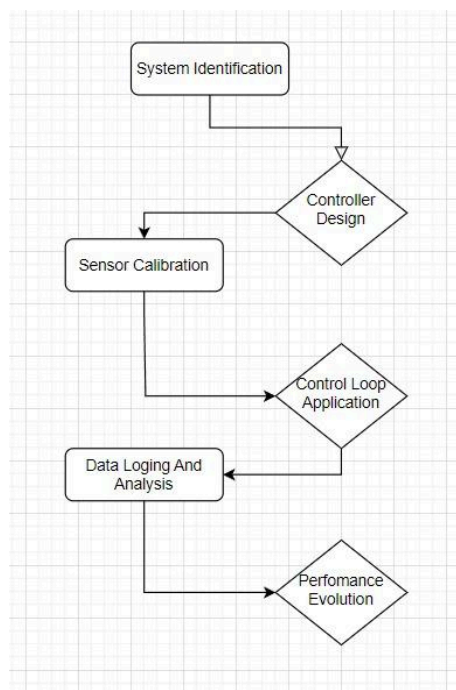 System Identification
Controller
Design
Sensor Calibration
Control Loop
Application
Data Loging And
Analysis
Perfomance
Evolution